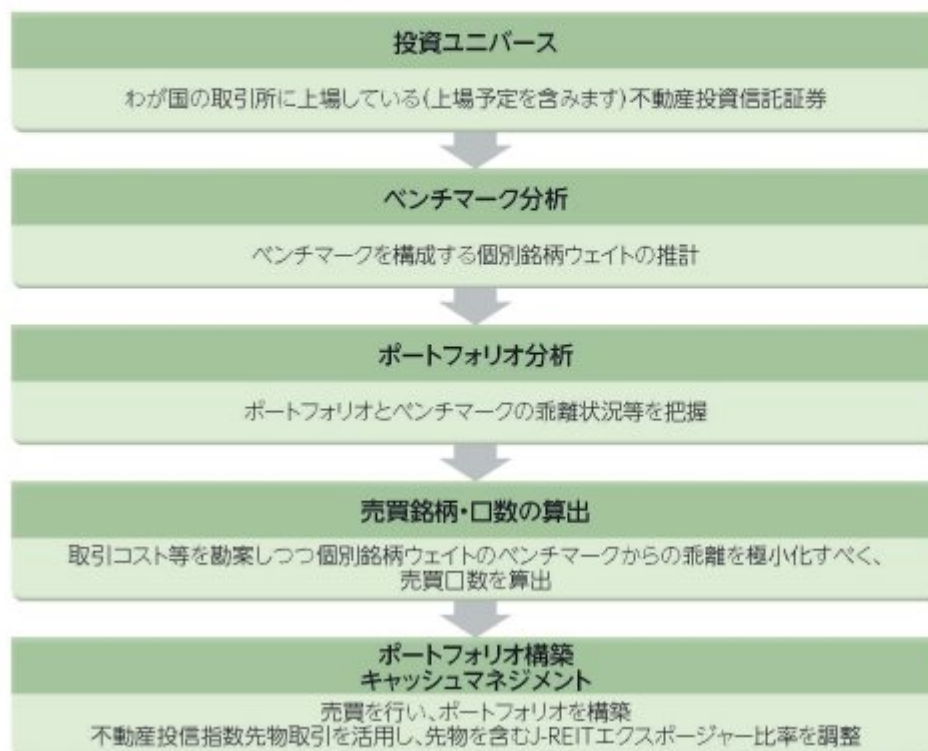 投資ユニバース
わが国の取引所に上場している(上場予定を含みます)不動産投資信託証券
ベンチマーク分析
ベンチマークを構成する個別銘柄ウェイトの推計
ポートフォリオ分析
ポートフォリオとベンチマークの乖離状況等を把握
売買銘柄・口数の算出
取引コスト等を勘案しつつ個別銘柄ウェイトのベンチマークからの乖離を極小化すべく、
売買口数を算出
ポートフォリオ構築
キャッシュマネジメント
売買を行い、ポートフォリオを構築
不動産投信指数先物取引を活用し、先物を含むJ-REITエクスポージャー比率を調整